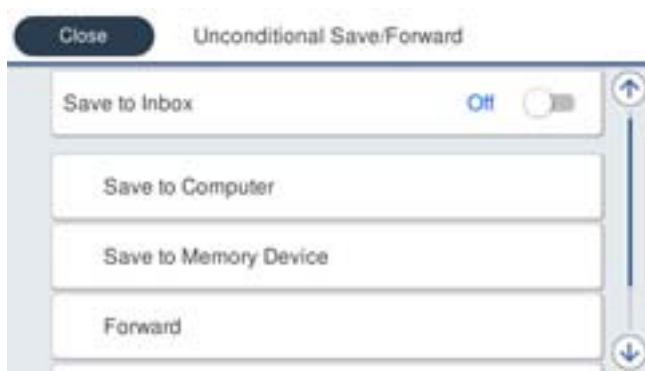 Close Unconditional Save/Forward
Save to Inbox Off
Save to Computer
Save to Memory Device
Forward